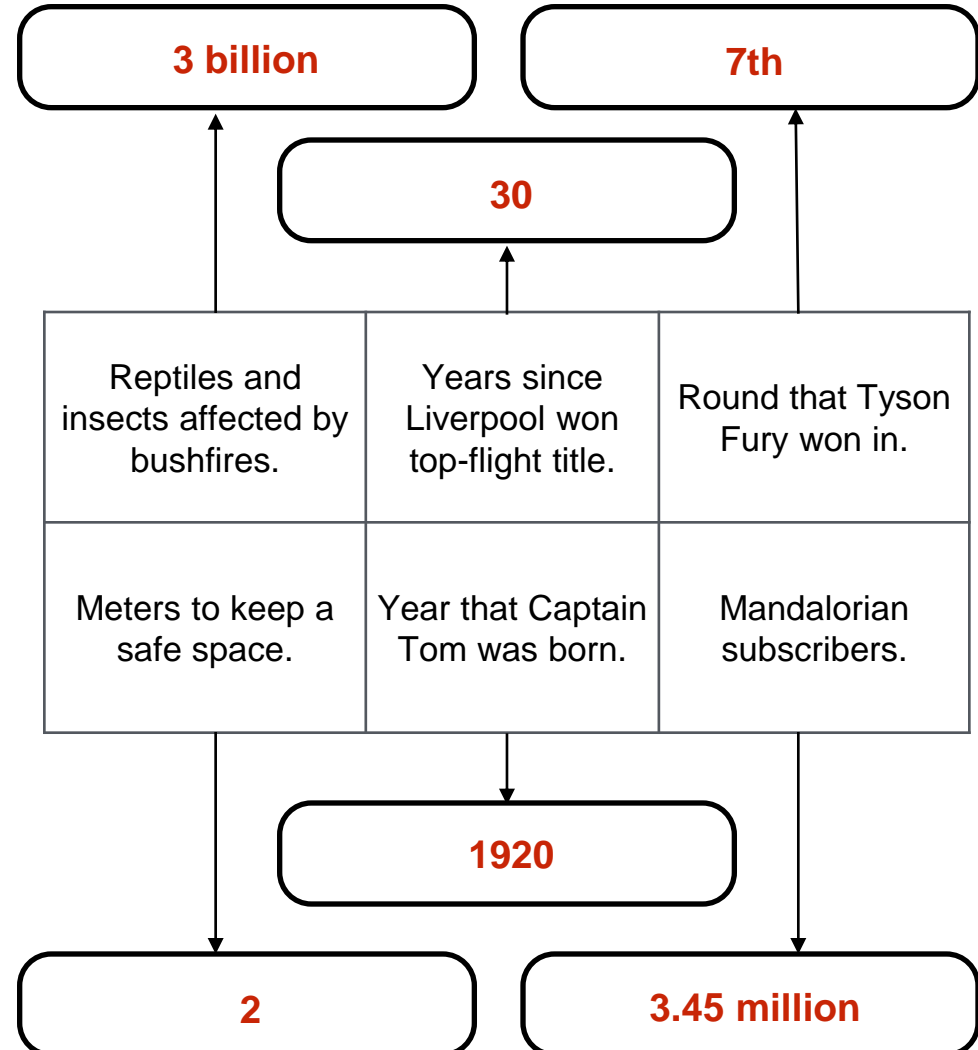 3 billion
7th
30
Reptiles and
insects affected by
bushfires.
Years since
Liverpool won
top-flight title.
Round that Tyson
Fury won in.
Meters to keep a
safe space.
Year that Captain
Tom was born.
Mandalorian
subscribers.
1920
2
3.45 million